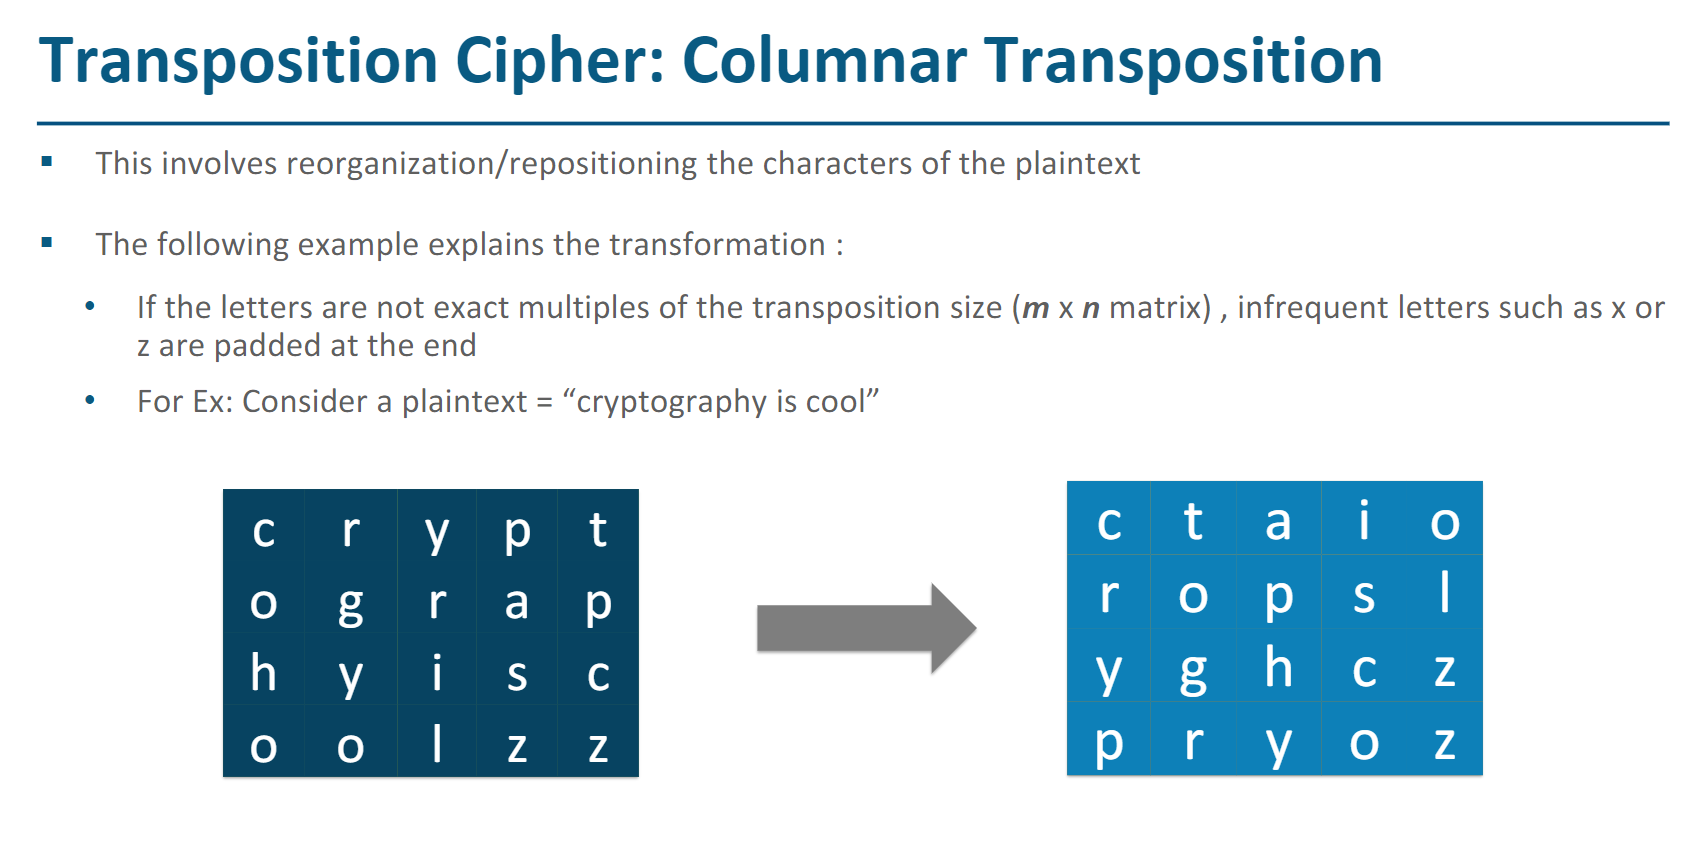 Transposition Cipher: Columnar Transposition
This involves reorganization/repositioning the characters of the plaintext
The following example explains the transformation :
If the letters are not exact multiples of the transposition size (m x n matrix) , infrequent letters such as x or
z are padded at the end
For Ex: Consider a plaintext = “cryptography is cool”
c r y p t
o g r a p
h y i s c
o o l z z
c t a i o
r o p s l
y g h c z
p r y o z